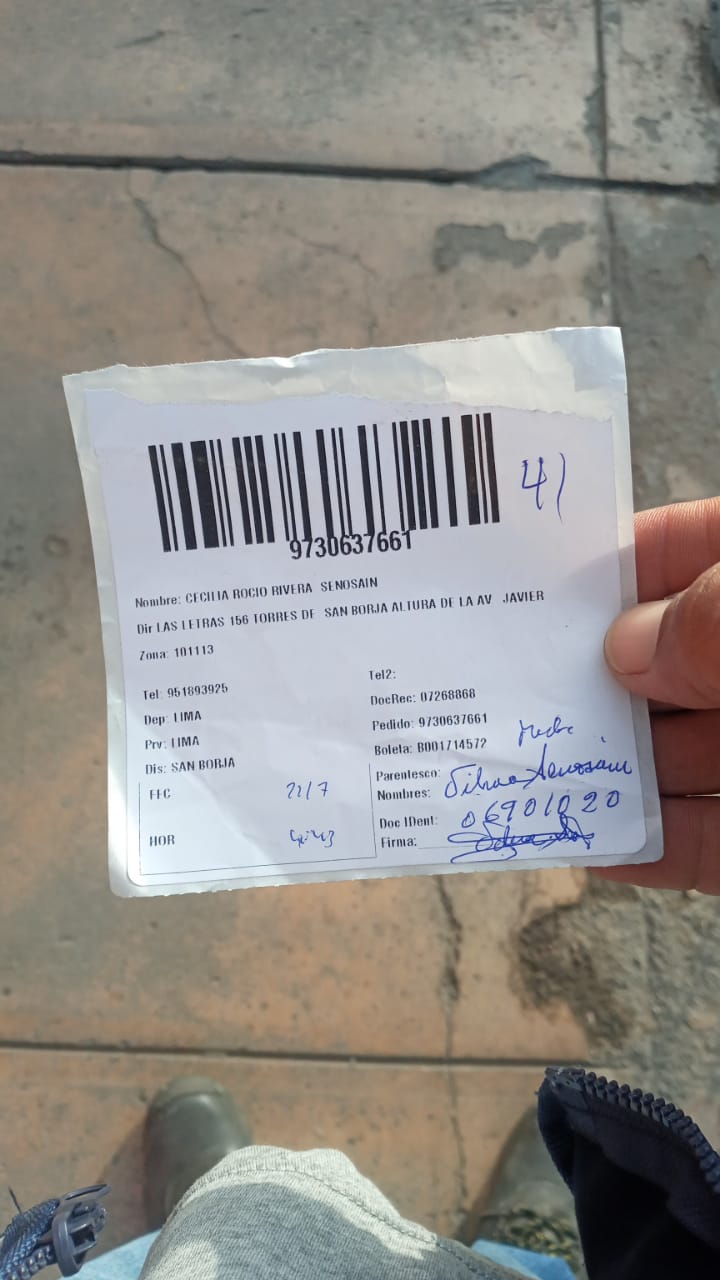 41
9730637661
Nombre: CECILIA ROCIO RIVERA SENOSAIN
Dir LAS LETRAS 156 TORRES DE SAN BORJA ALTURA DE LA AV JAVIER
Zona: 101113
Tel: 951893925
Dep: LIMA
Prv: LIMA
Dis: SAN BORJA
FEC 22/7
HOR
Tel2:
DocRec: 07268868
Pedido: 9730637661
Boleta: B001714572
Parentesco:
Nombres: Silvia Senosain
Doc IDent: 06901020
Firma: